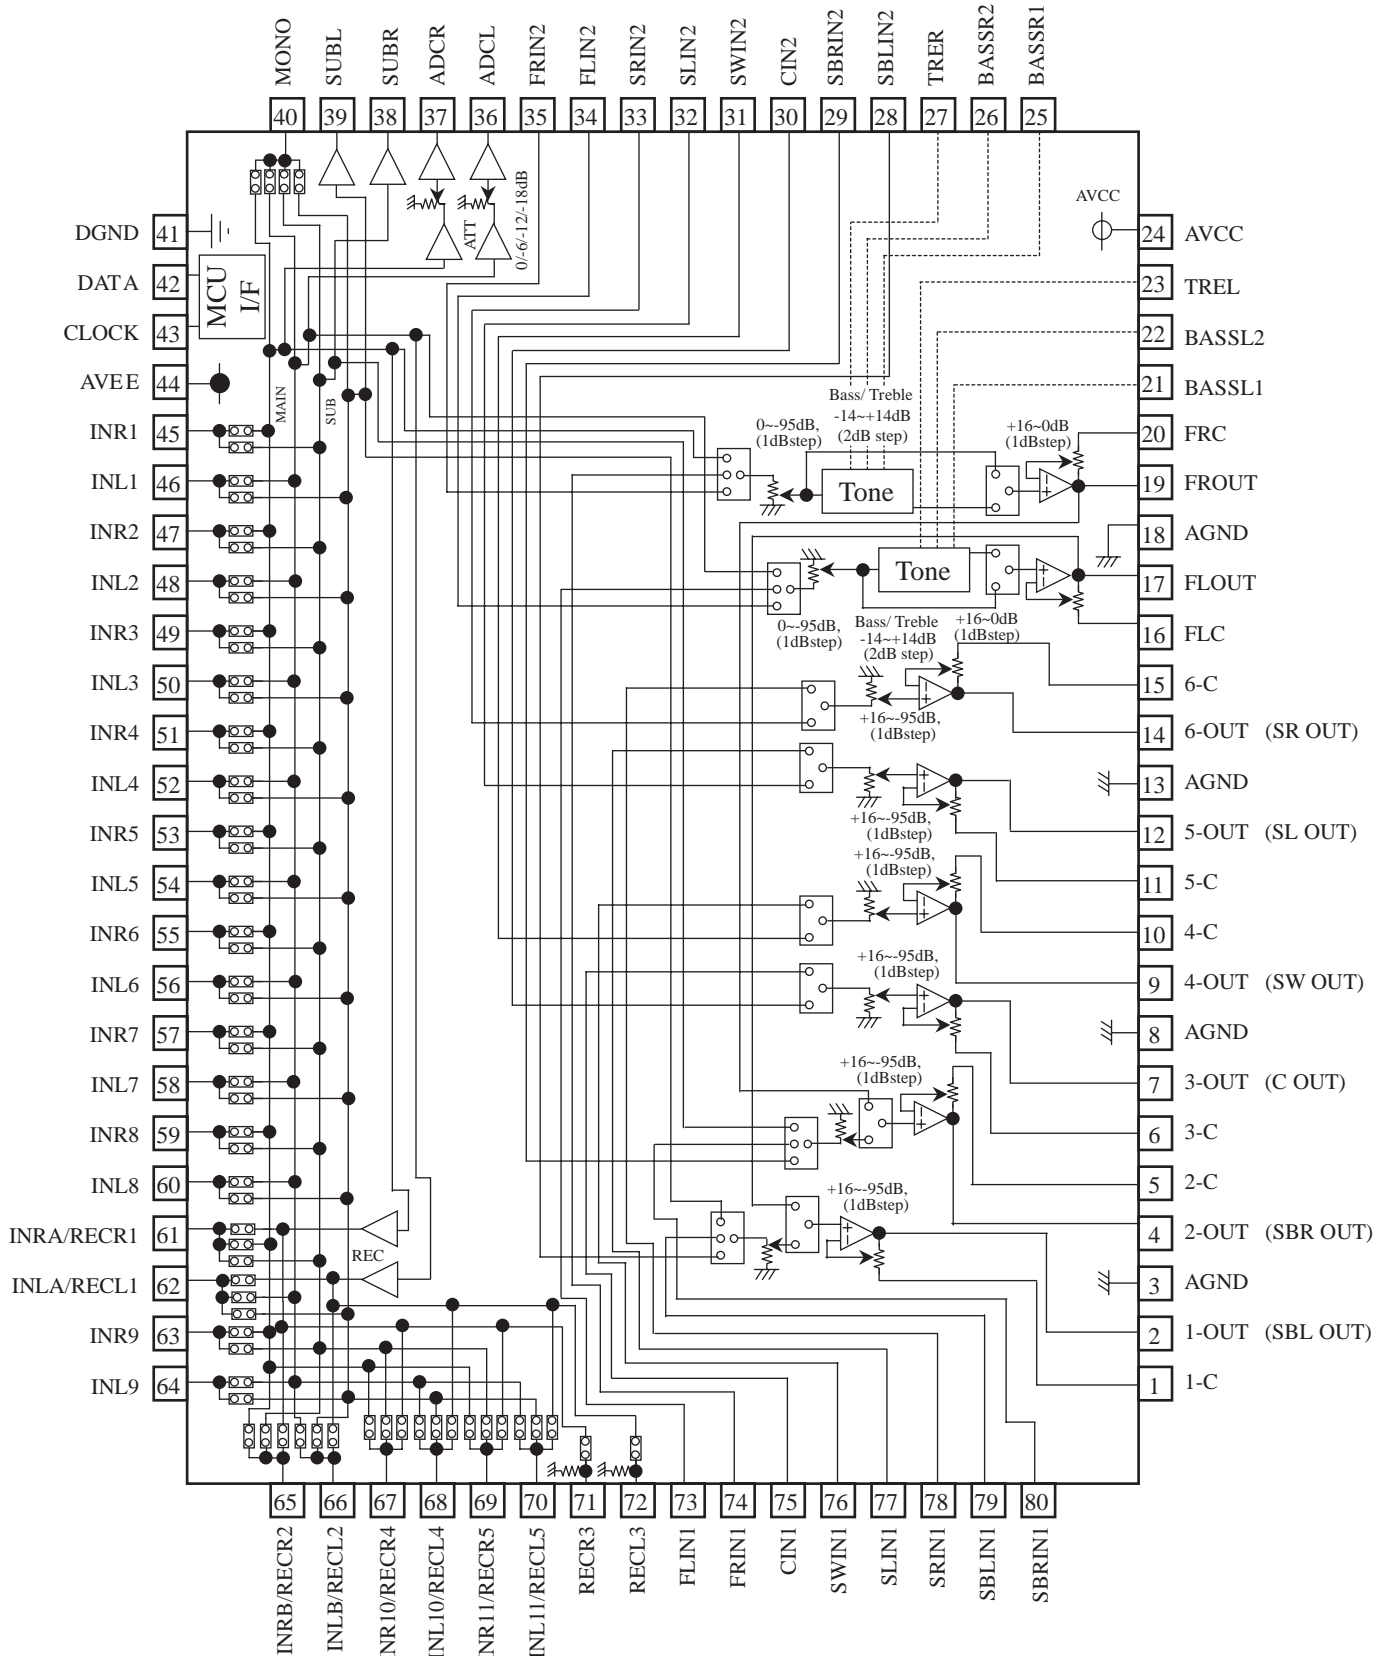 MONO
SUBL
SUBR
ADCR
ADCL
FRIN2
FLIN2
SRIN2
SLIN2
SWIN2
CIN2
SBRIN2
SBLIN2
TRER
BASSR2
BASSR1
40
39
38
37
36
35
34
33
32
31
30
29
28
27
26
25
DGND 41
DATA 42
CLOCK 43
AVEE 44
INR1 45
INL1 46
INR2 47
INL2 48
INR3 49
INL3 50
INR4 51
INL4 52
INR5 53
INL5 54
INR6 55
INL6 56
INR7 57
INL7 58
INR8 59
INL8 60
INRA/RECR1 61
INLA/RECL1 62
INR9 63
INL9 64
MCU
I/F
MAIN
SUB
ATT
0/-6/-12/-18dB
REC
Bass/ Treble
-14~+14dB
(2dB step)
0~-95dB,
(1dBstep)
Tone
+16~0dB
(1dBstep)
Tone
0~-95dB,
(1dBstep)
Bass/ Treble
-14~+14dB
(2dB step)
+16~0dB
(1dBstep)
+16~-95dB,
(1dBstep)
+16~-95dB,
(1dBstep)
+16~-95dB,
(1dBstep)
+16~-95dB,
(1dBstep)
+16~-95dB,
(1dBstep)
+16~-95dB,
(1dBstep)
AVCC
24 AVCC
23 TREL
22 BASSL2
21 BASSL1
20 FRC
19 FROUT
18 AGND
17 FLOUT
16 FLC
15 6-C
14 6-OUT (SR OUT)
13 AGND
12 5-OUT (SL OUT)
11 5-C
10 4-C
9 4-OUT (SW OUT)
8 AGND
7 3-OUT (C OUT)
6 3-C
5 2-C
4 2-OUT (SBR OUT)
3 AGND
2 1-OUT (SBL OUT)
1 1-C
65
66
67
68
69
70
71
72
73
74
75
76
77
78
79
80
INRB/RECR2
INLB/RECL2
INR10/RECR4
INL10/RECL4
INR11/RECR5
INL11/RECL5
RECR3
RECL3
FLIN1
FRIN1
CIN1
SWIN1
SLIN1
SRIN1
SBLIN1
SBRIN1